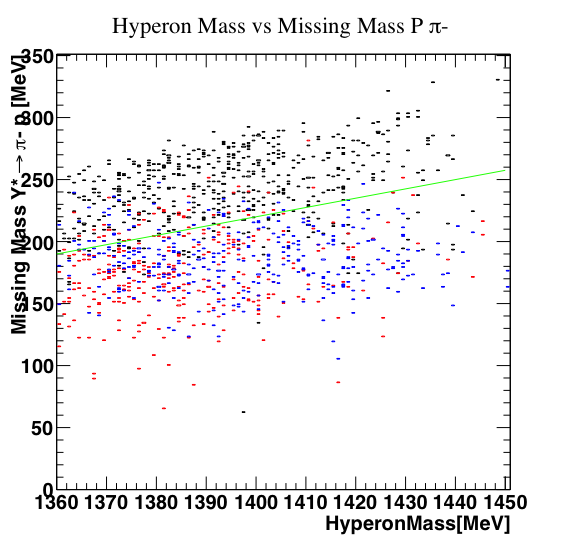 Hyperon Mass vs Missing Mass P π-
Missing Mass Y* → π- p [MeV]
350
300
250
200
150
100
50
0
1360 1370 1380 1390 1400 1410 1420 1430 1440 1450
HyperonMass[MeV]